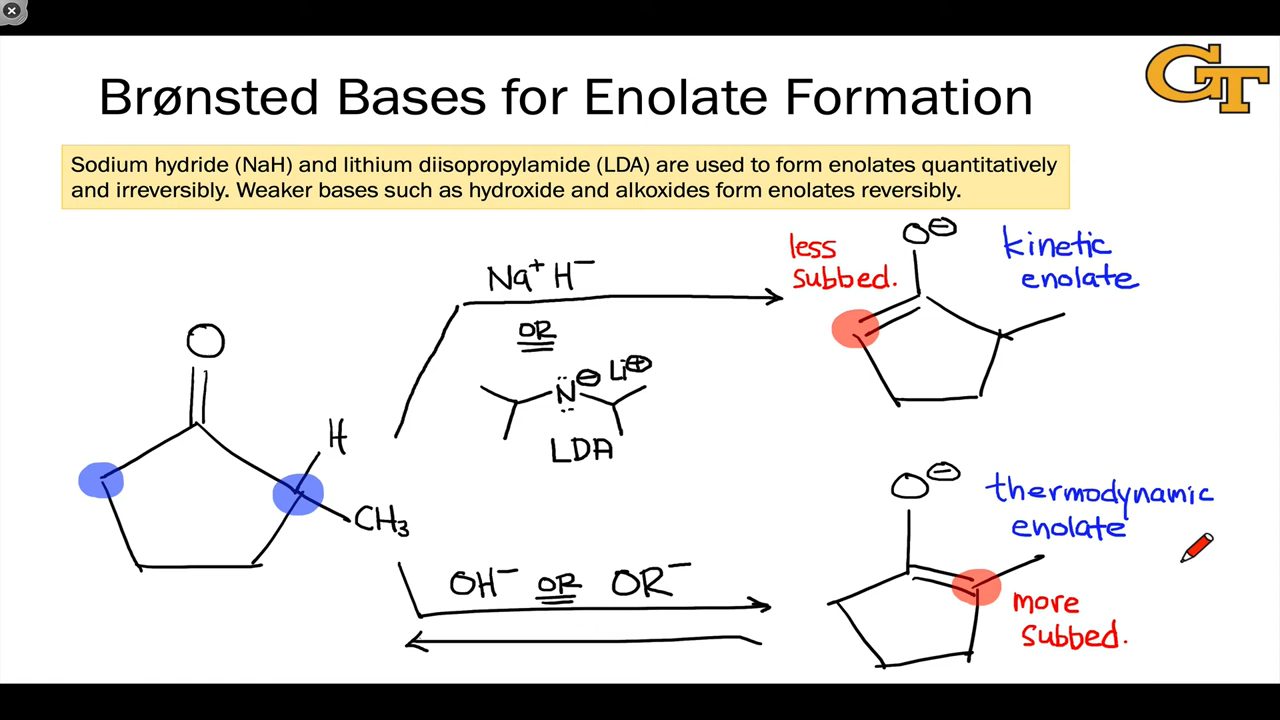 Brønsted Bases for Enolate Formation
GT
Sodium hydride (NaH) and lithium diisopropylamide (LDA) are used to form enolates quantitatively
and irreversibly. Weaker bases such as hydroxide and alkoxides form enolates reversibly.
O
H
CH₃
Na⁺ H⁻
OR
N ⊖ Li⊕
LDA
less
subbed.
O⊖
kinetic
enolate
OH⁻ OR OR⁻
O⊖
thermodynamic
enolate
more
subbed.